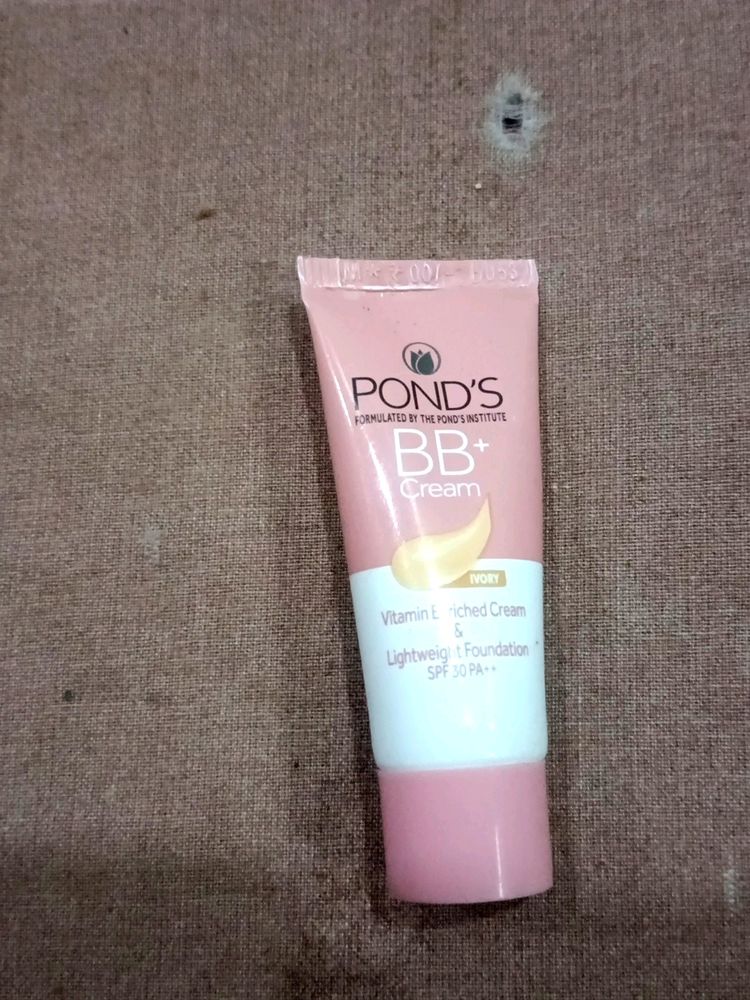 POND'S
FORMULATED BY THE POND'S INSTITUTE
BB+
Cream
IVORY
Vitamin Enriched Cream
&
Lightweight Foundation
SPF 30 PA++